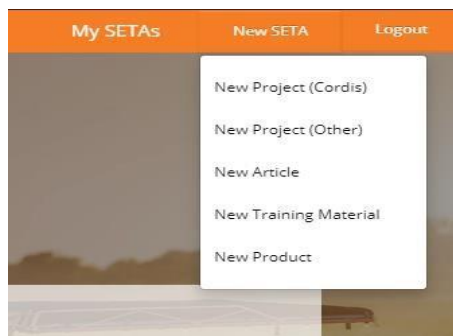 My SETAs New SETA Logout
New Project (Cordis)
New Project (Other)
New Article
New Training Material
New Product